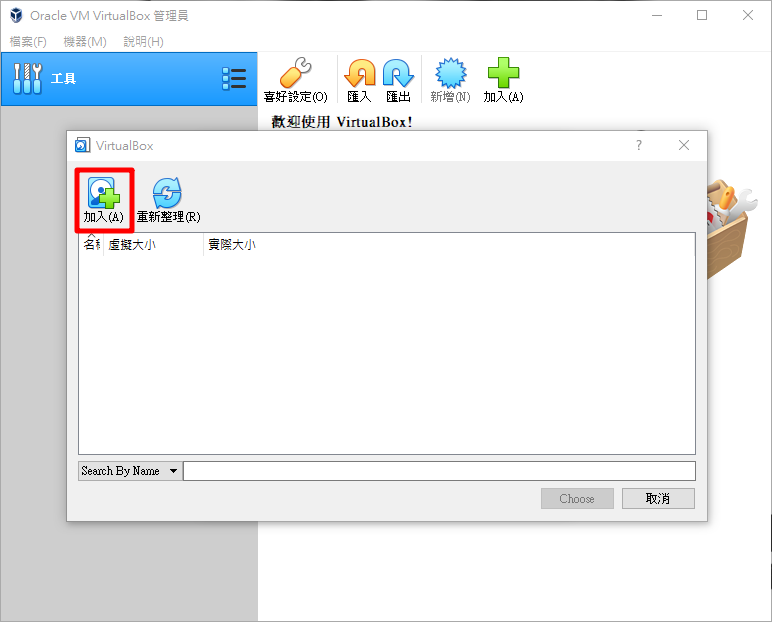 Oracle VM VirtualBox 管理員
檔案(F) 機器(M) 說明(H)
工具
喜好設定(O) 匯入 匯出 新增(N) 加入(A)
歡迎使用 VirtualBox!
VirtualBox
加入(A) 重新整理(R)
名稱 虛擬大小 實際大小
Search By Name
Choose 取消